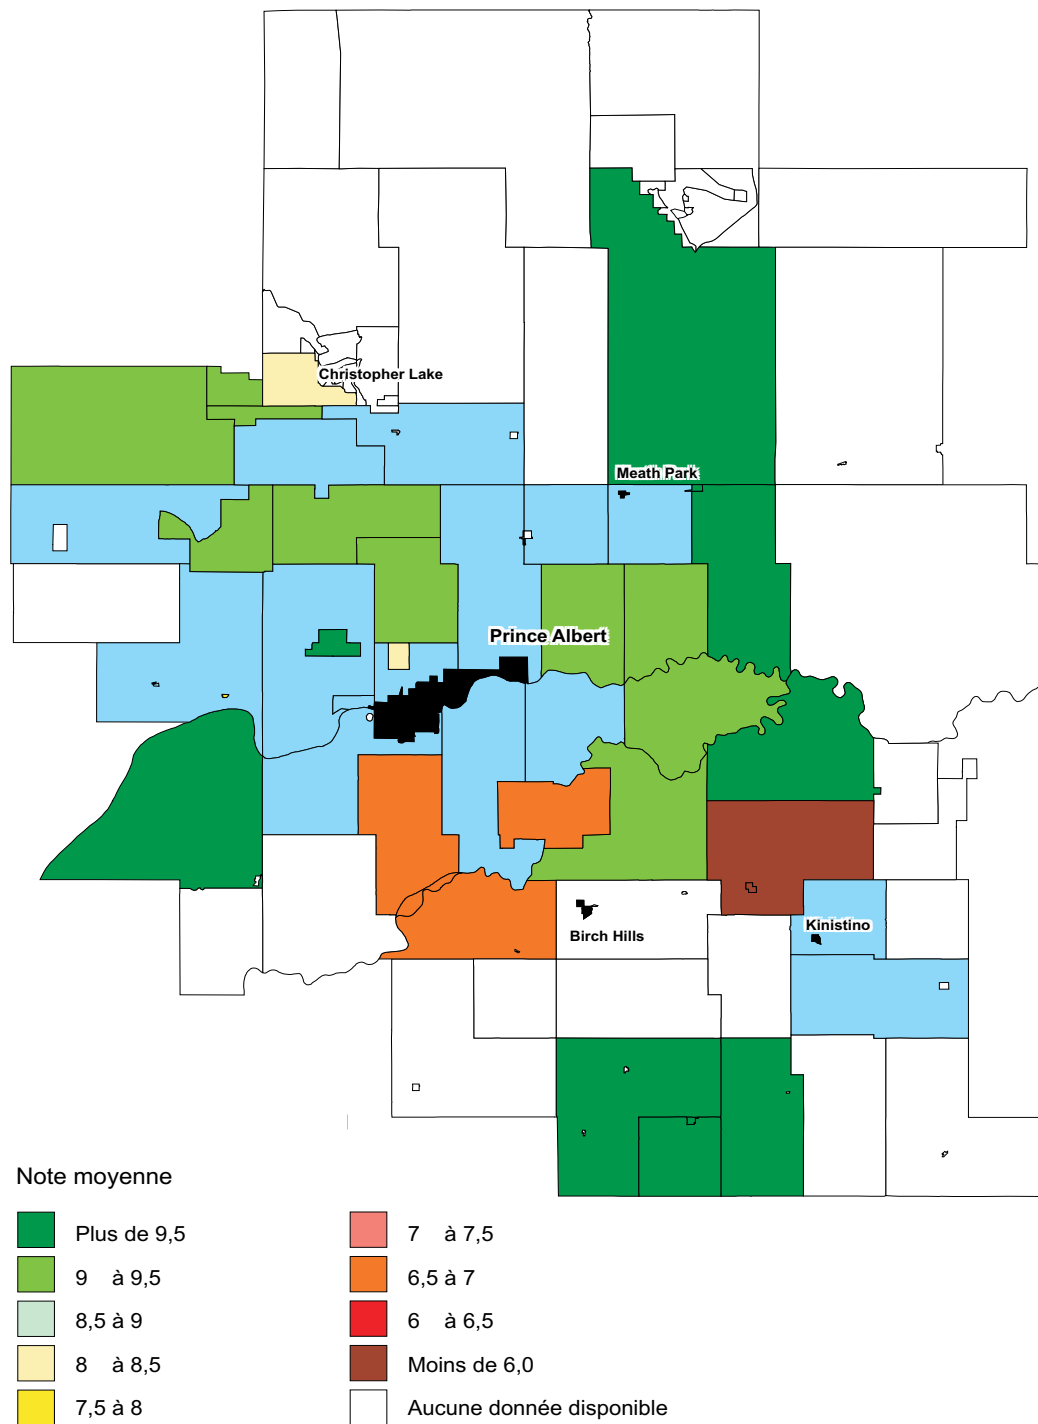 Christopher Lake
Meath Park
Prince Albert
Kinistino
Birch Hills
Note moyenne
Plus de 9,5
9 à 9,5
8,5 à 9
8 à 8,5
7,5 à 8
7 à 7,5
6,5 à 7
6 à 6,5
Moins de 6,0
Aucune donnée disponible